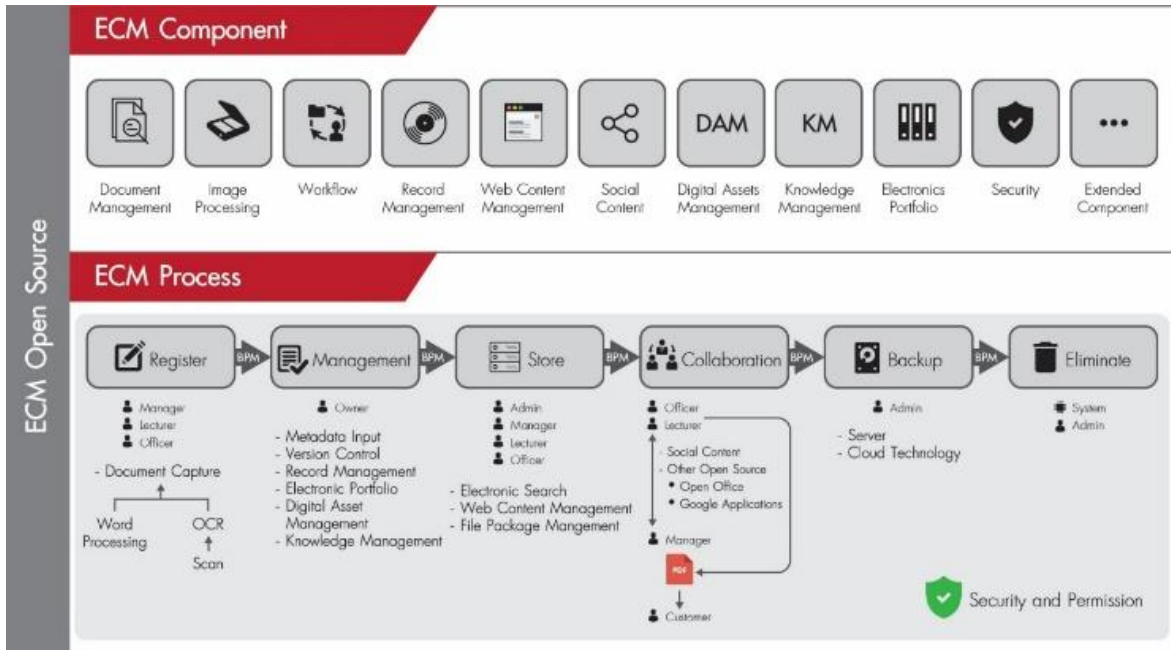 ECM Open Source
ECM Component
DAM
KM
Document
Management
Image
Processing
Workflow
Record
Management
Web Content
Management
Social
Content
Digital Assets
Management
Knowledge
Management
Electronics
Portfolio
Security
Extended
Component
ECM Process
Register
BPM
Management
BPM
Store
BPM
Collaboration
BPM
Backup
BPM
Eliminate
Manager
Lecturer
Officer
- Document Capture
Word
Processing
OCR
Scan
Owner
- Metadata Input
- Version Control
- Record Management
- Electronic Portfolio
- Digital Asset
Management
- Knowledge Management
Admin
Manager
Lecturer
Officer
- Electronic Search
- Web Content Management
- File Package Mangement
Officer
Lecturer
- Social Content
- Other Open Source
• Open Office
• Google Applications
Manager
PDF
Customer
Admin
- Server
- Cloud Technology
System
Admin
Security and Permission